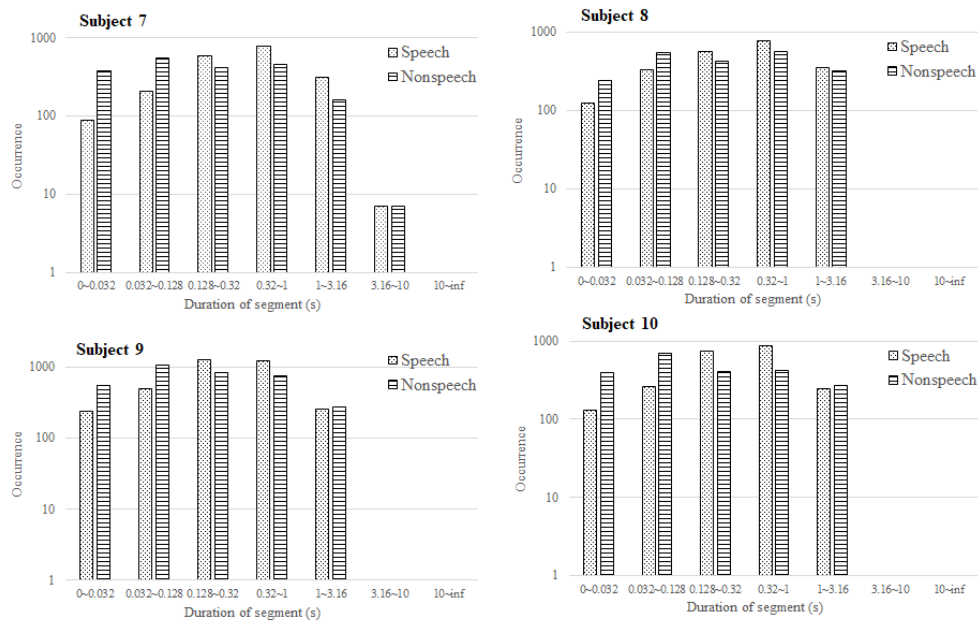 Subject 7
1000
100
10
1
Occurrence
Speech
Nonspeech
0~0.032 0.032~0.128 0.128~0.32 0.32~1 1~3.16 3.16~10 10~inf
Duration of segment (s)
Subject 8
1000
100
10
1
Occurrence
Speech
Nonspeech
0~0.032 0.032~0.128 0.128~0.32 0.32~1 1~3.16 3.16~10 10~inf
Duration of segment (s)
Subject 9
1000
100
10
1
Occurrence
Speech
Nonspeech
0~0.032 0.032~0.128 0.128~0.32 0.32~1 1~3.16 3.16~10 10~inf
Duration of segment (s)
Subject 10
1000
100
10
1
Occurrence
Speech
Nonspeech
0~0.032 0.032~0.128 0.128~0.32 0.32~1 1~3.16 3.16~10 10~inf
Duration of segment (s)